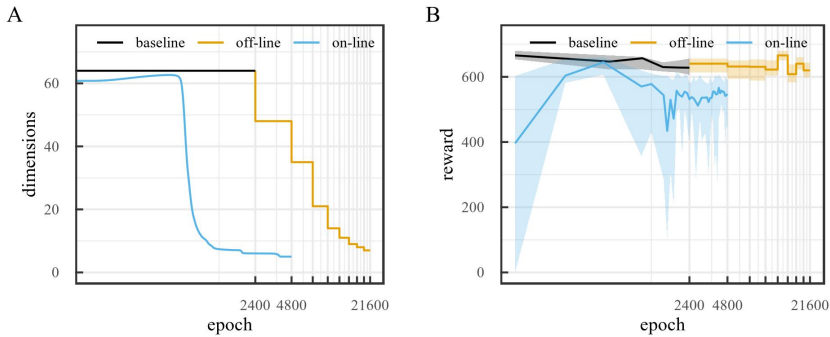 A
baseline off-line on-line
dimensions
60
40
20
0
2400 4800 21600
epoch
B
baseline off-line on-line
reward
600
400
200
0
2400 4800 21600
epoch